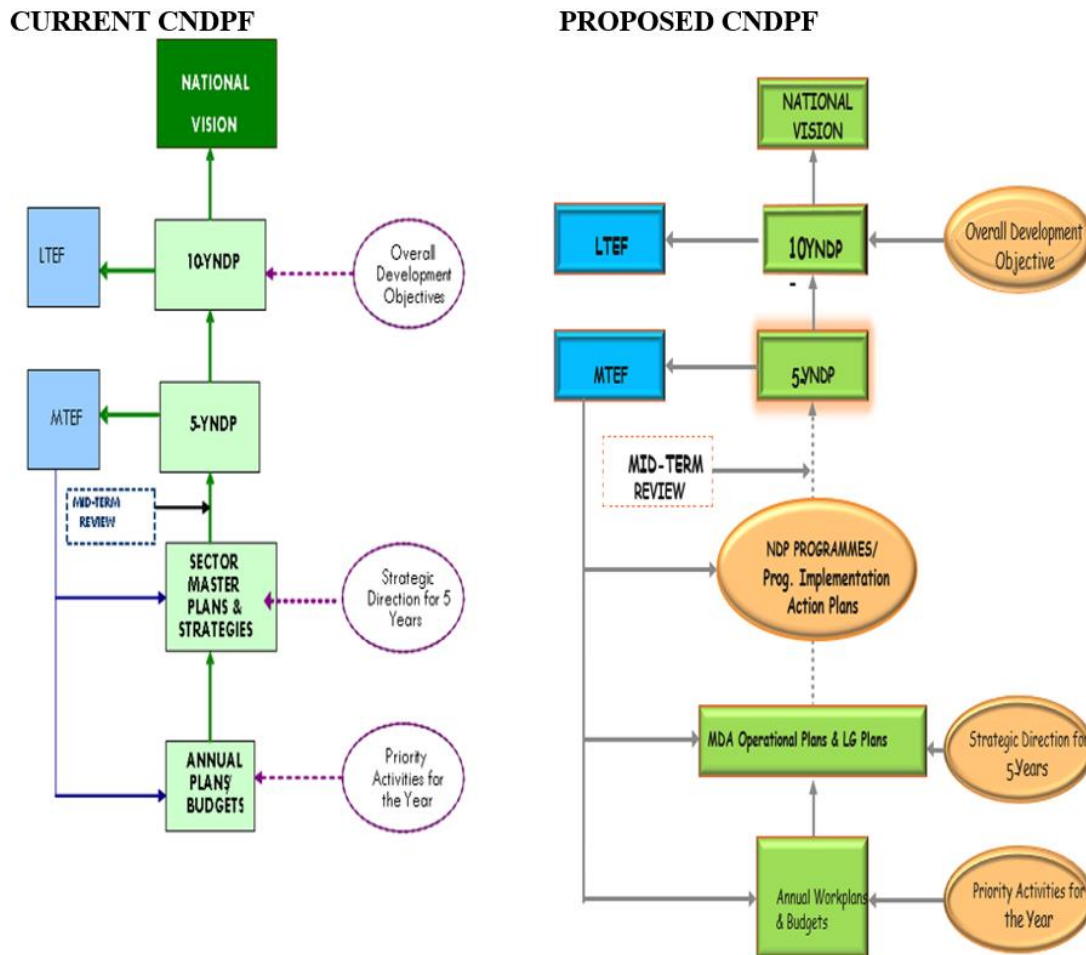 CURRENT CNDPF
NATIONAL
VISION
LTEF
10-YNDP
Overall
Development
Objectives
MTEF
5-YNDP
MID-TERM
REVIEW
SECTOR
MASTER
PLANS &
STRATEGIES
Strategic
Direction for 5
Years
ANNUAL
PLANS/
BUDGETS
Priority
Activities for
the Year
PROPOSED CNDPF
NATIONAL
VISION
LTEF
10YNDP
-
Overall Development
Objective
MTEF
5-YNDP
MID-TERM
REVIEW
NDP PROGRAMMES/
Prog. Implementation
Action Plans
MDA Operational Plans & LG Plans
Strategic Direction for
5-Years
Annual Workplans
& Budgets
Priority Activities for
the Year